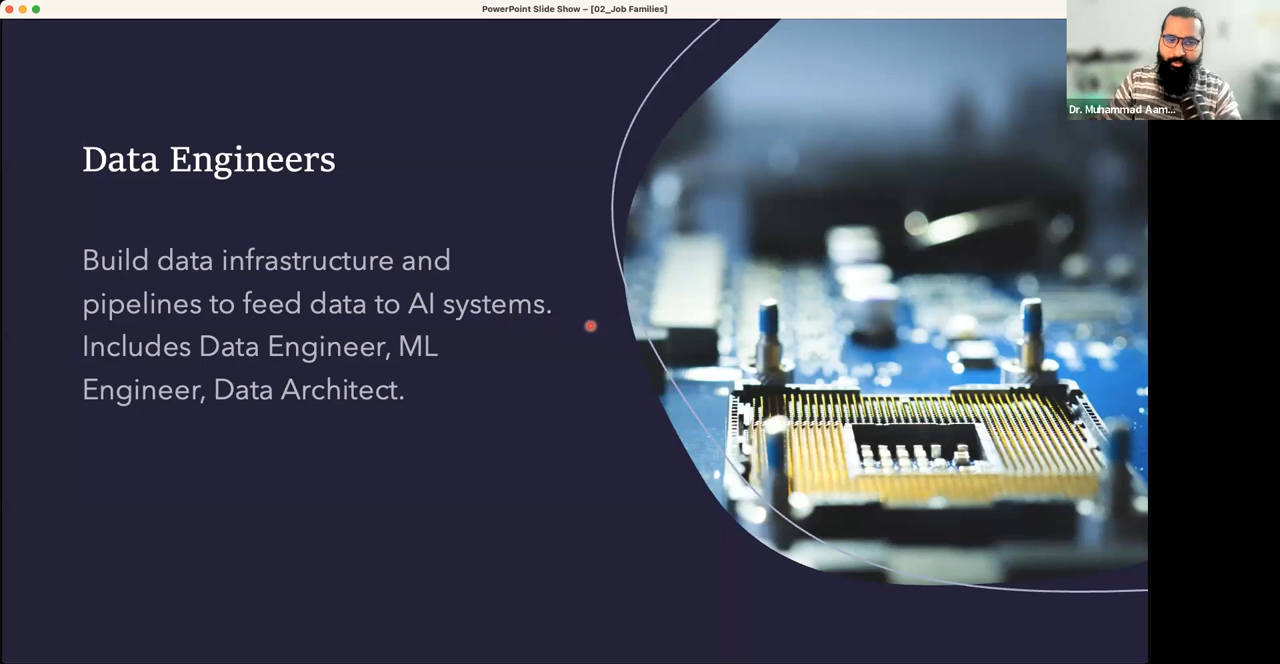 PowerPoint Slide Show – [02_Job Families]
Dr. Muhammad Aam...
Data Engineers
Build data infrastructure and
pipelines to feed data to AI systems.
Includes Data Engineer, ML
Engineer, Data Architect.